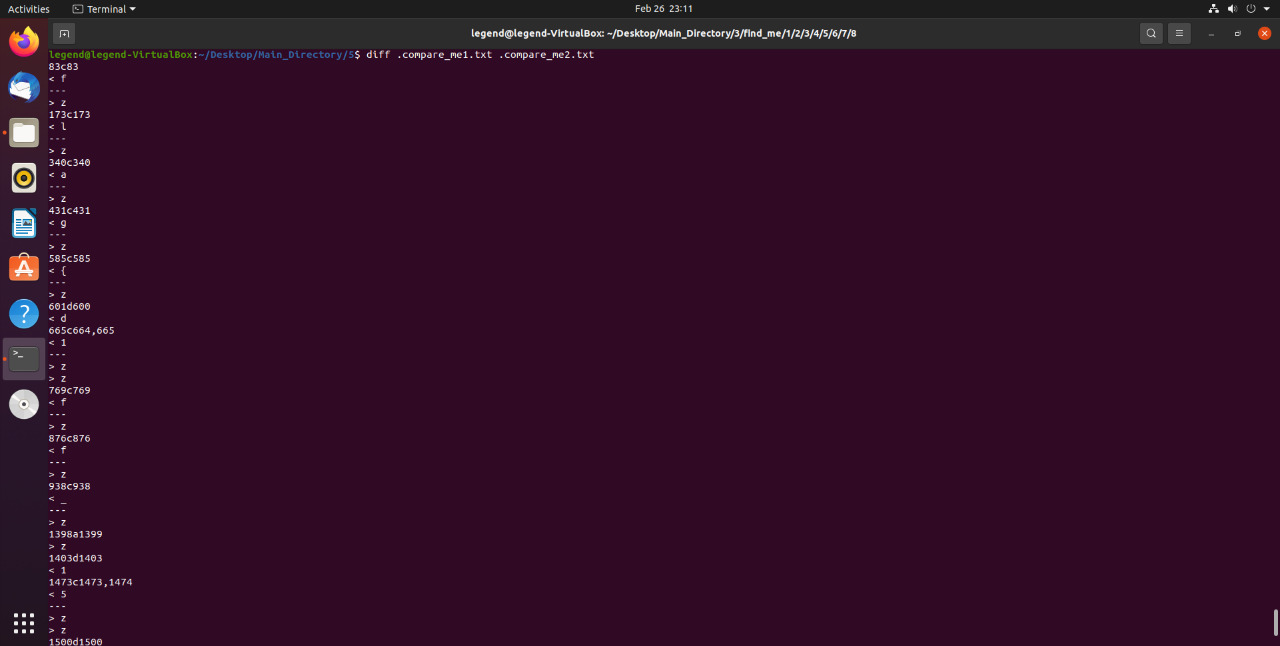 Activities
Terminal
Feb 26 23:11
legend@legend-VirtualBox: ~/Desktop/Main_Directory/3/find_me/1/2/3/4/5/6/7/8
legend@legend-VirtualBox:~/Desktop/Main_Directory/5$ diff .compare_me1.txt .compare_me2.txt
83c83
< f
---
> z
173c173
< l
---
> z
340c340
< a
---
> z
431c431
< g
---
> z
585c585
< {
---
> z
601d600
< d
665c664,665
< 1
---
> z
> z
769c769
< f
---
> z
876c876
< f
---
> z
938c938
< _
---
> z
1398a1399
> z
1403d1403
< 1
1473c1473,1474
< 5
---
> z
> z
1500d1500